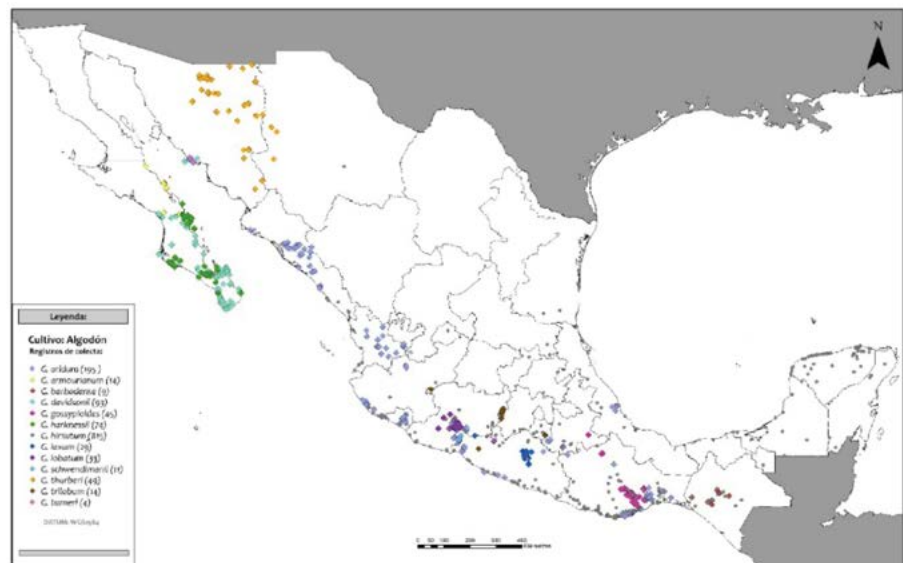 N
Leyenda:
Cultivo: Algodón
Registros de colecta:
G. aridum (195)
G. armourianum (14)
G. barbadense (9)
G. davidsonii (93)
G. gossypioides (45)
G. harknessii (74)
G. hirsutum (815)
G. laxum (29)
G. lobatum (33)
G. schwendimanii (11)
G. thurberi (49)
G. trilobum (14)
G. turneri (4)